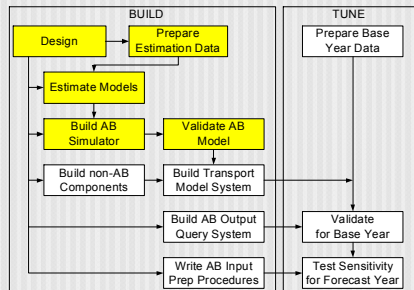 BUILD
TUNE
Design
Prepare
Estimation Data
Prepare Base
Year Data
Estimate Models
Build AB
Simulator
Validate AB
Model
Build non-AB
Components
Build Transport
Model System
Build AB Output
Query System
Validate
for Base Year
Write AB Input
Prep Procedures
Test Sensitivity
for Forecast Year